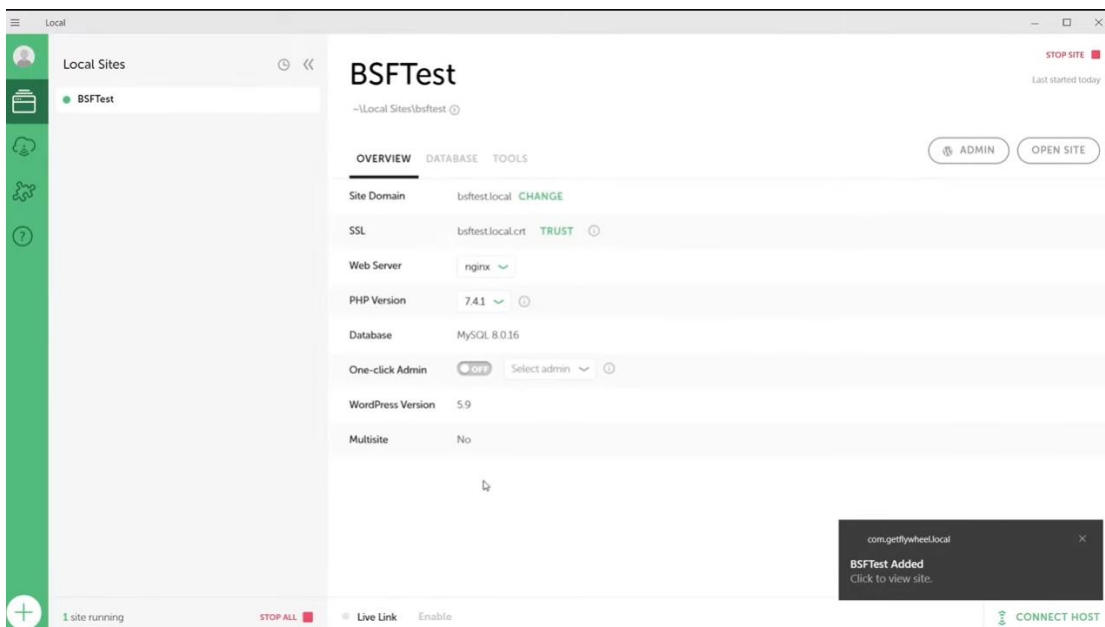 Local
Local Sites
BSFTest
BSFTest
~\Local Sites\bsftest
STOP SITE
Last started today
OVERVIEW DATABASE TOOLS
ADMIN
OPEN SITE
Site Domain bsftest.local CHANGE
SSL bsftest.local.crt TRUST
Web Server nginx
PHP Version 7.4.1
Database MySQL 8.0.16
One-click Admin OFF Select admin
WordPress Version 5.9
Multisite No
com.getflywheel.local
BSFTest Added
Click to view site.
1 site running STOP ALL
Live Link Enable
CONNECT HOST